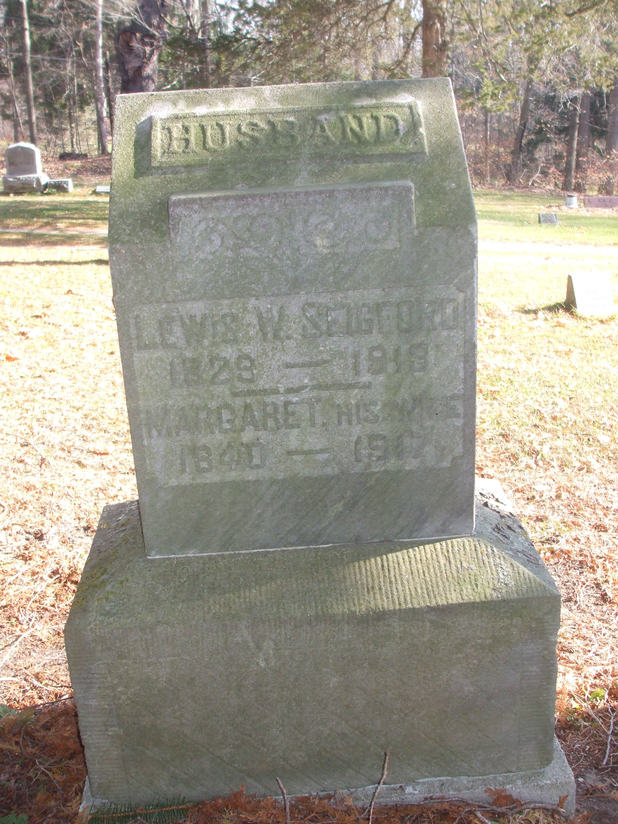 HUSBAND
LEWIS W. SEIGFORD
1829 — 1918
MARGARET, HIS WIFE
1840 — 1917